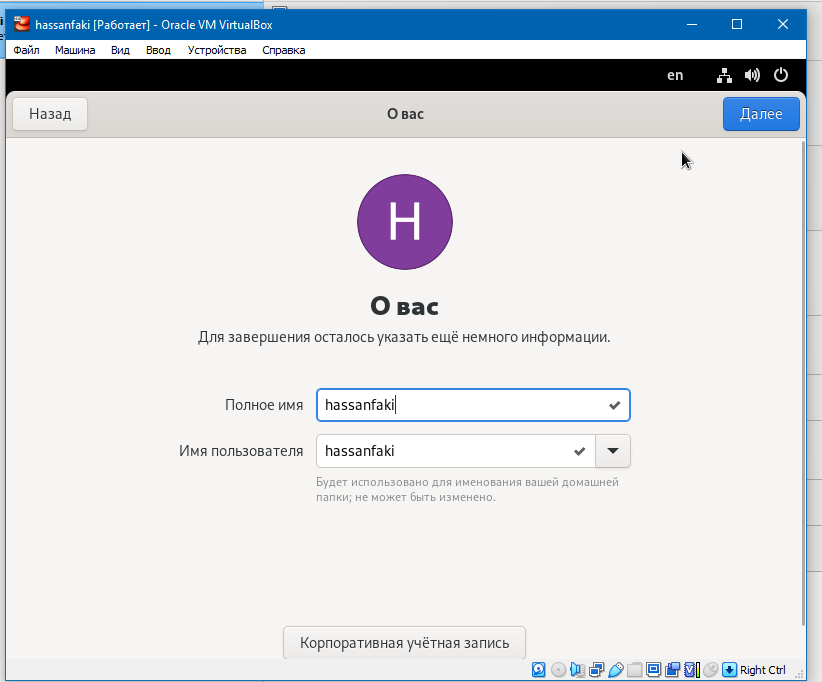 hassanfaki [Работает] - Oracle VM VirtualBox
Файл Машина Вид Ввод Устройства Справка
en
Назад О вас Далее
H
О вас
Для завершения осталось указать ещё немного информации.
Полное имя hassanfaki
Имя пользователя hassanfaki
Будет использовано для именования вашей домашней
папки; не может быть изменено.
Корпоративная учётная запись
Right Ctrl